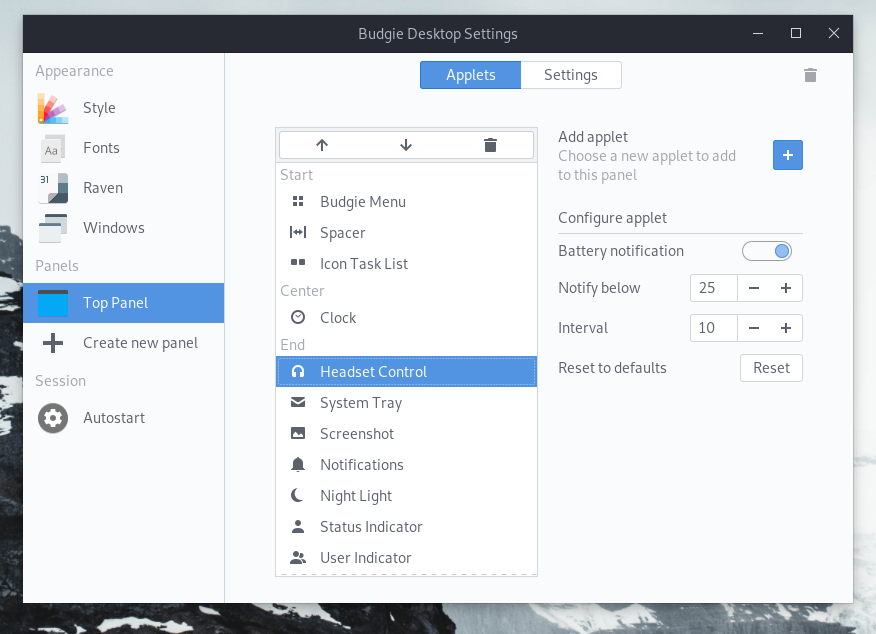 Budgie Desktop Settings
Appearance
Style
Aa
Fonts
31
Raven
Windows
Panels
Top Panel
Create new panel
Session
Autostart
Applets
Settings
Start
Budgie Menu
Spacer
Icon Task List
Center
Clock
End
Headset Control
System Tray
Screenshot
Notifications
Night Light
Status Indicator
User Indicator
Add applet
Choose a new applet to add
to this panel
Configure applet
Battery notification
Notify below
25
Interval
10
Reset to defaults
Reset